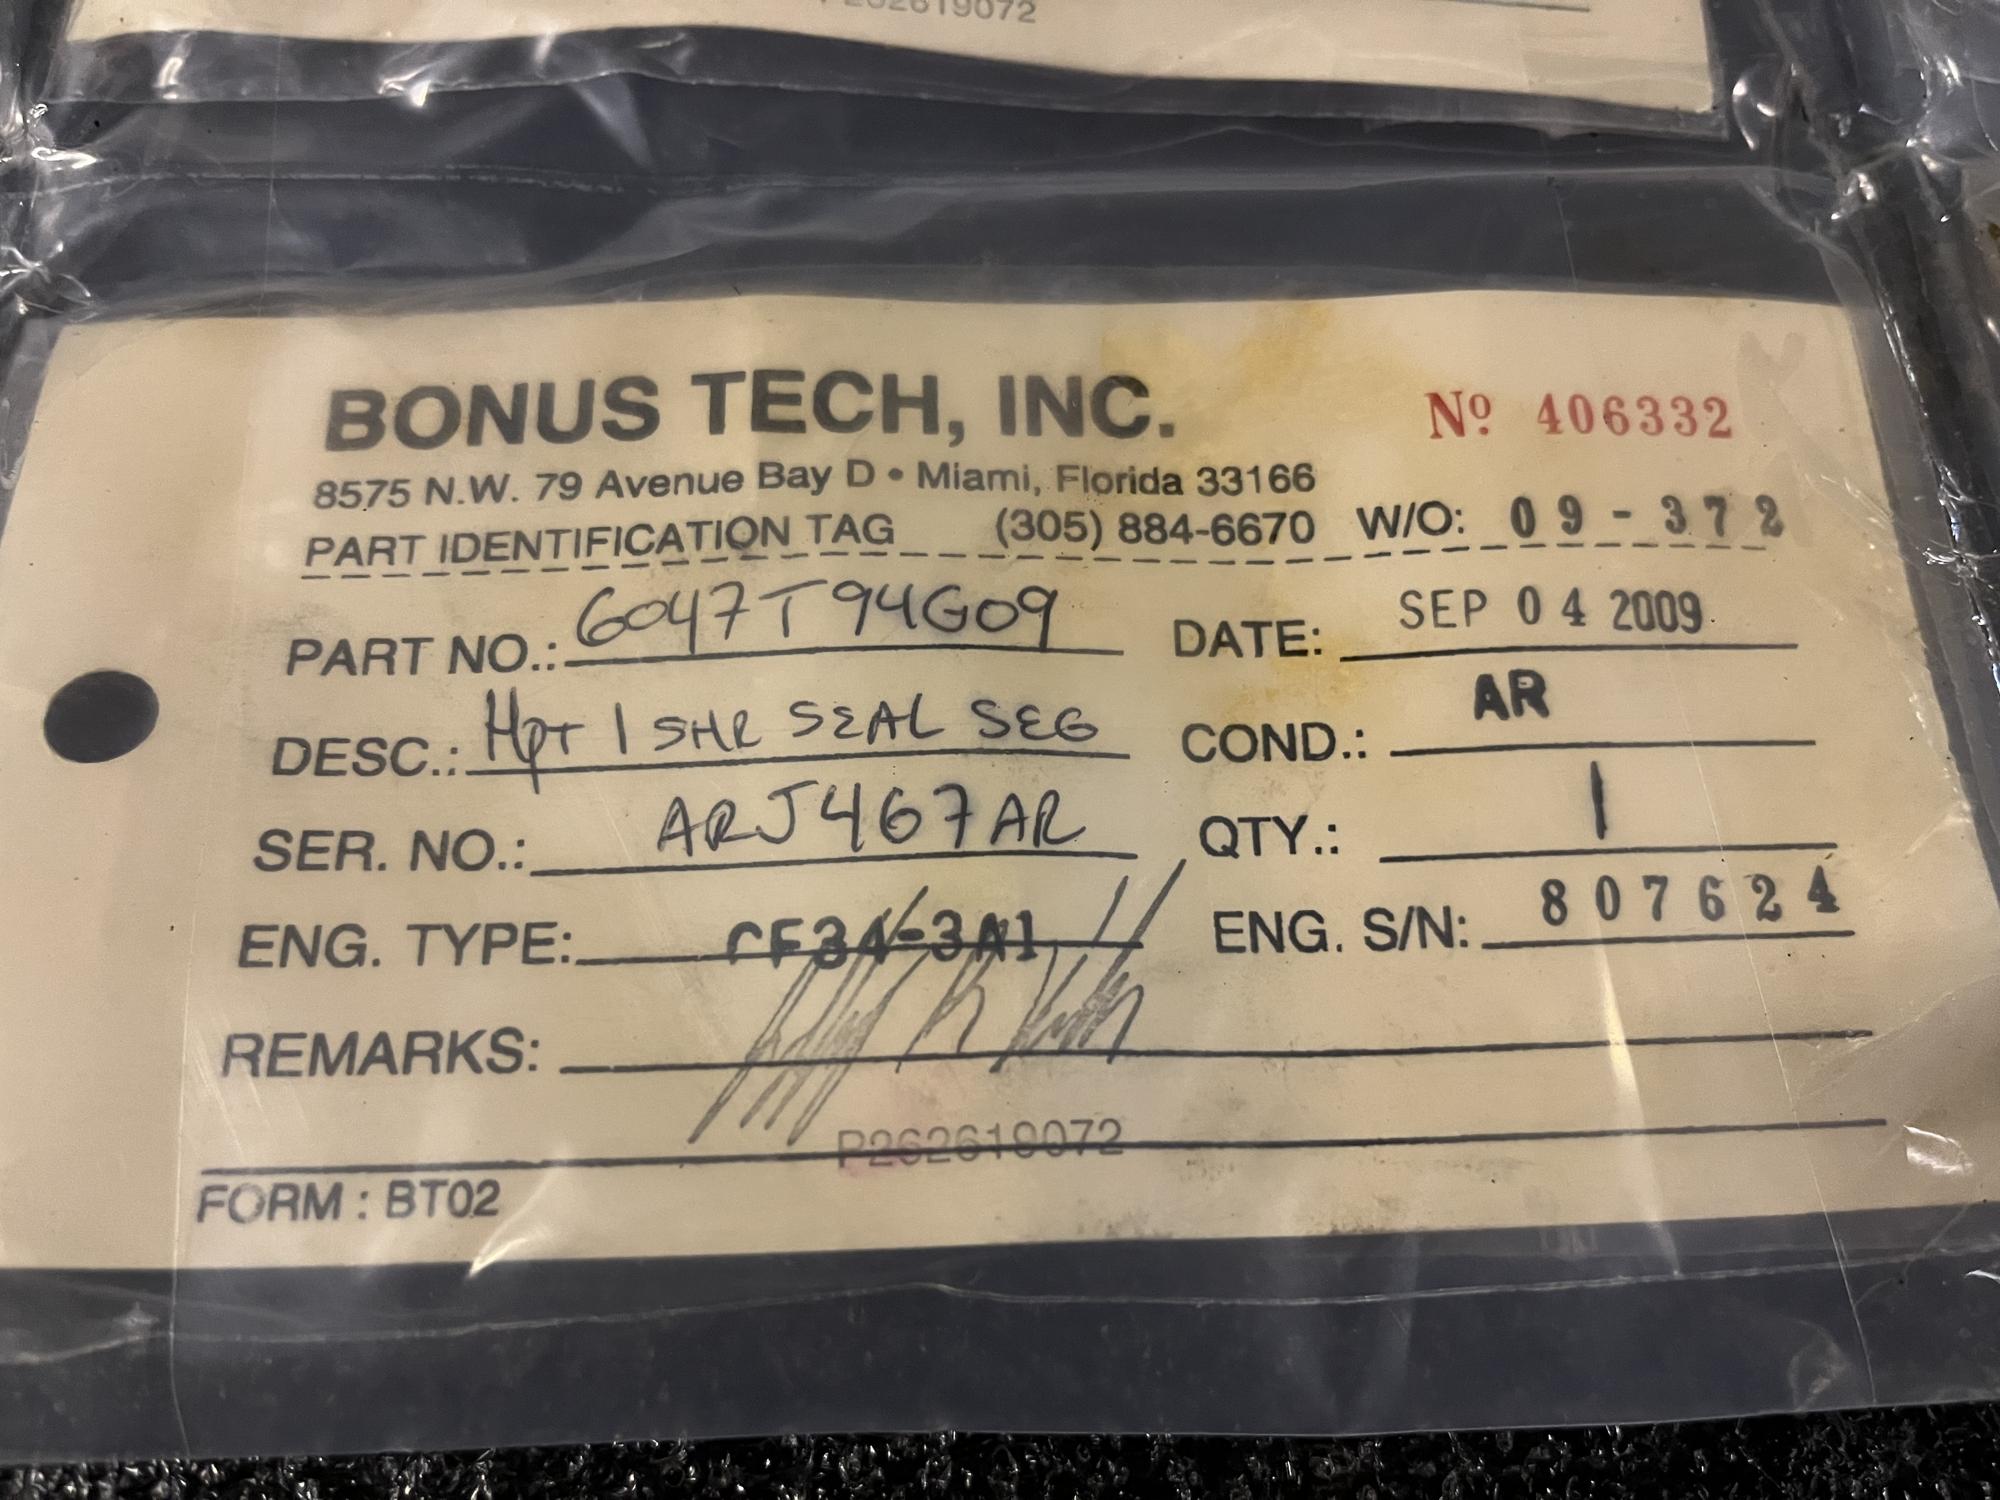 BONUS TECH, INC.
Nº 406332
8575 N.W. 79 Avenue Bay D • Miami, Florida 33166
PART IDENTIFICATION TAG (305) 884-6670 W/O: 09-372
PART NO.: 6047T94G09 DATE: SEP 04 2009
DESC.: HPT 1 SHR SEAL SEG COND.: AR
SER. NO.: ARJ467AR QTY.: 1
ENG. TYPE: CF34-3A1 ENG. S/N: 807624
REMARKS:
P262619072
FORM : BT02